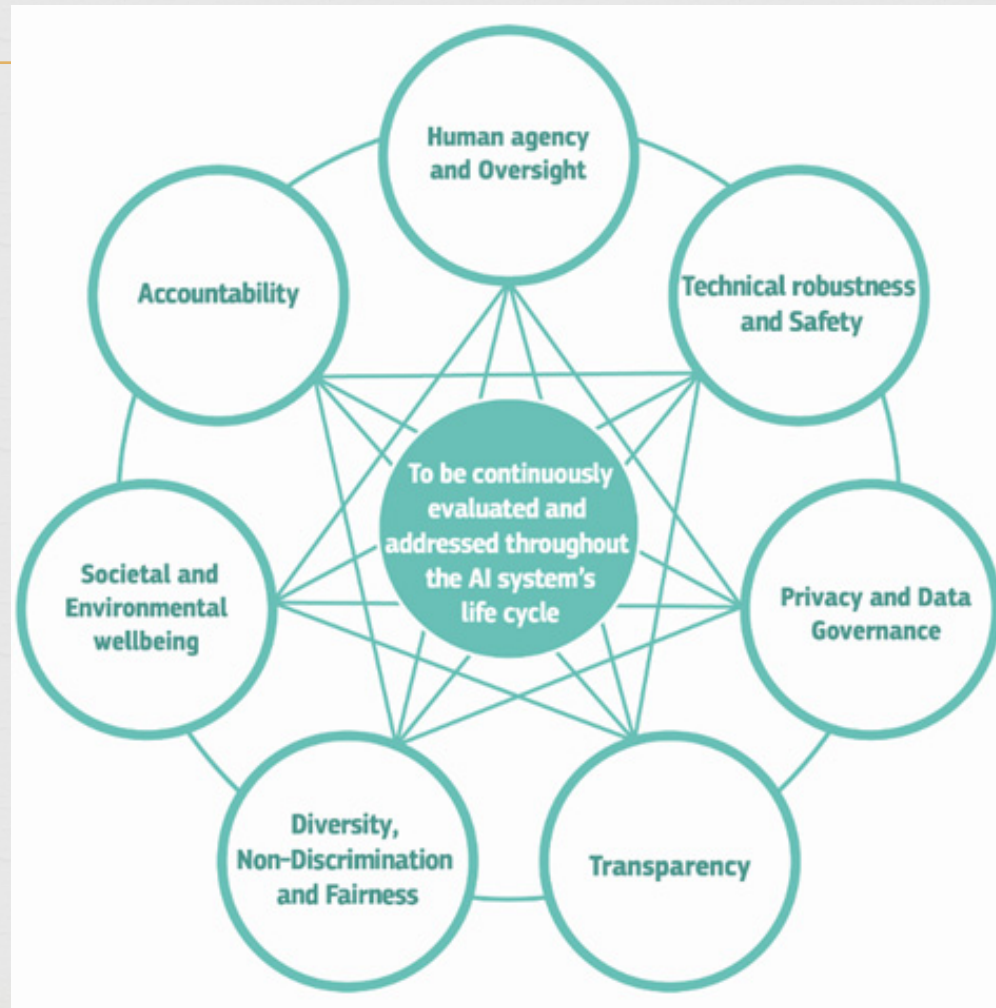 Human agency
and Oversight
Technical robustness
and Safety
Privacy and Data
Governance
Transparency
Diversity,
Non-Discrimination
and Fairness
Societal and
Environmental
wellbeing
Accountability
To be continuously
evaluated and
addressed throughout
the AI system's
life cycle